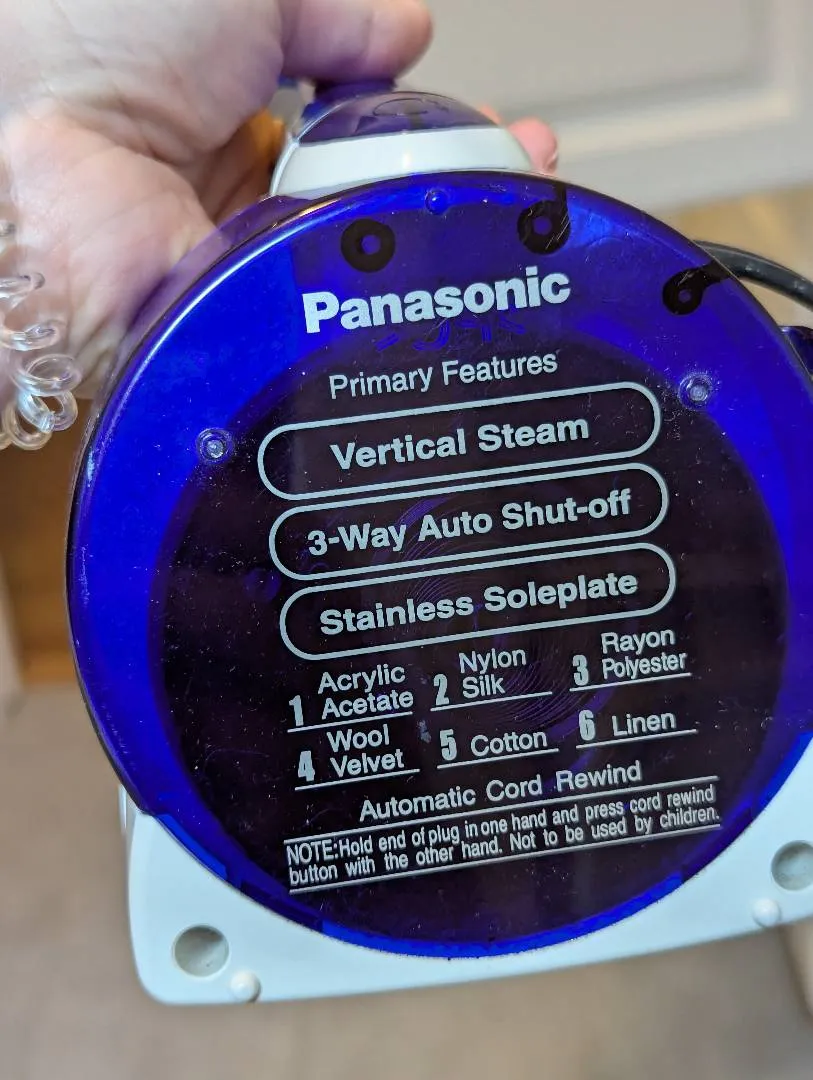 Panasonic
Primary Features
Vertical Steam
3-Way Auto Shut-off
Stainless Soleplate
1 Acrylic Acetate 2 Nylon Silk 3 Rayon Polyester
4 Wool Velvet 5 Cotton 6 Linen
Automatic Cord Rewind
NOTE:Hold end of plug in one hand and press cord rewind
button with the other hand. Not to be used by children.